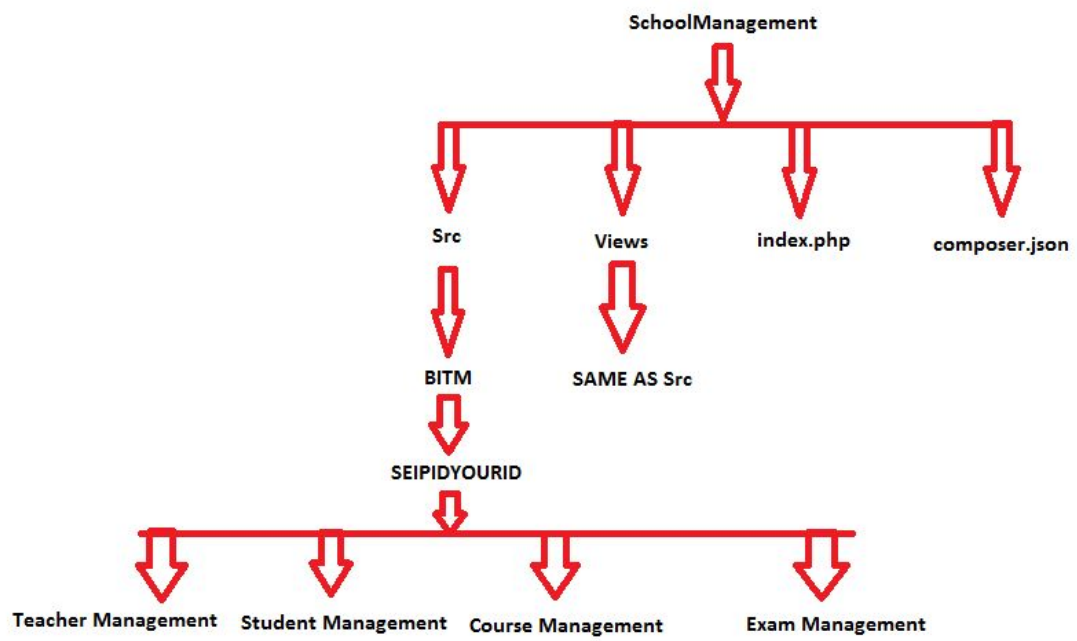 SchoolManagement
Src
Views
index.php
composer.json
BITM
SAME AS Src
SEIPIDYOURID
Teacher Management
Student Management
Course Management
Exam Management